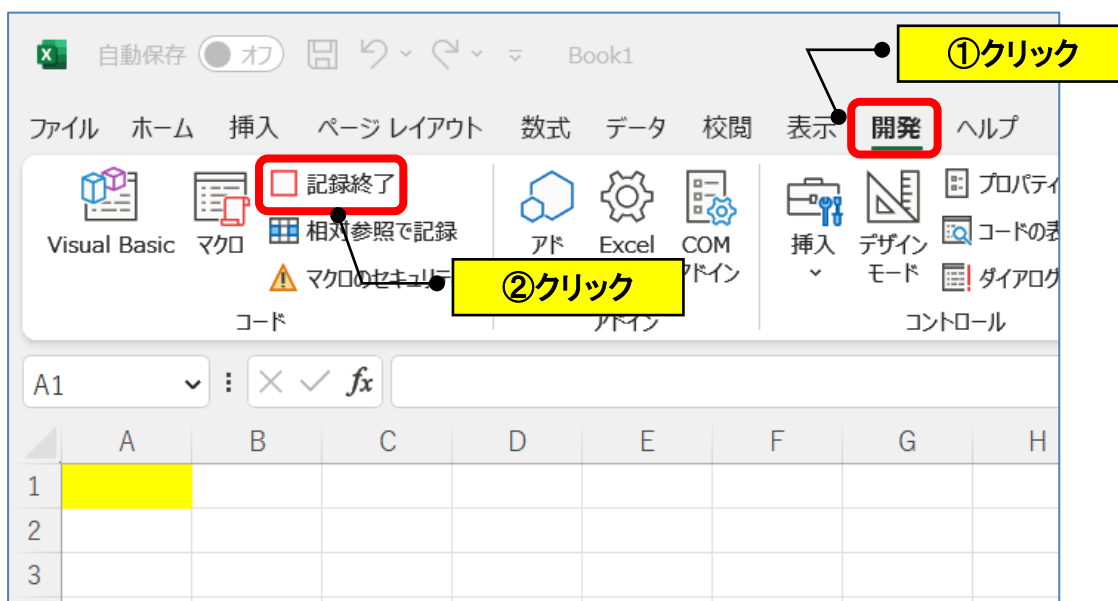 自動保存 オフ Book1
①クリック
ファイル ホーム 挿入 ページ レイアウト 数式 データ 校閲 表示 開発 ヘルプ
Visual Basic
マクロ
記録終了
相対参照で記録
マクロのセキュリテ
コード
アド
Excel
COM
ドイン
アドイン
②クリック
挿入
デザイン
モード
プロパティ
コードの表
ダイアログ
コントロール
A1 fx
A B C D E F G H
1
2
3